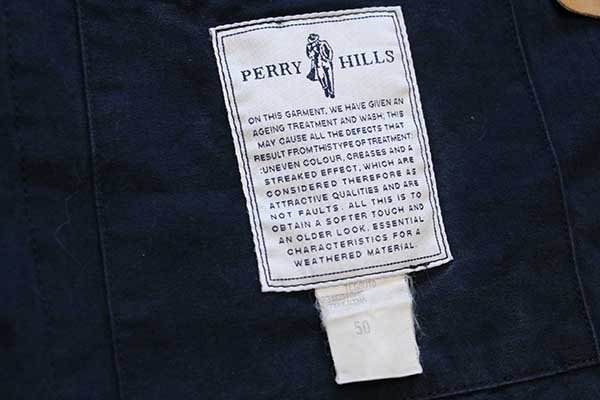 PERRY HILLS
ON THIS GARMENT, WE HAVE GIVEN AN
AGEING TREATMENT AND WASH; THIS
MAY CAUSE ALL THE DEFECTS THAT
RESULT FROM THIS TYPE OF TREATMENT:
:UNEVEN COLOUR, CREASES AND A
STREAKED EFFECT, WHICH ARE
CONSIDERED THEREFORE AS
ATTRACTIVE QUALITIES AND ARE
NOT FAULTS. ALL THIS IS TO
OBTAIN A SOFTER TOUCH AND
AN OLDER LOOK, ESSENTIAL
CHARACTERISTICS FOR A
WEATHERED MATERIAL.
50